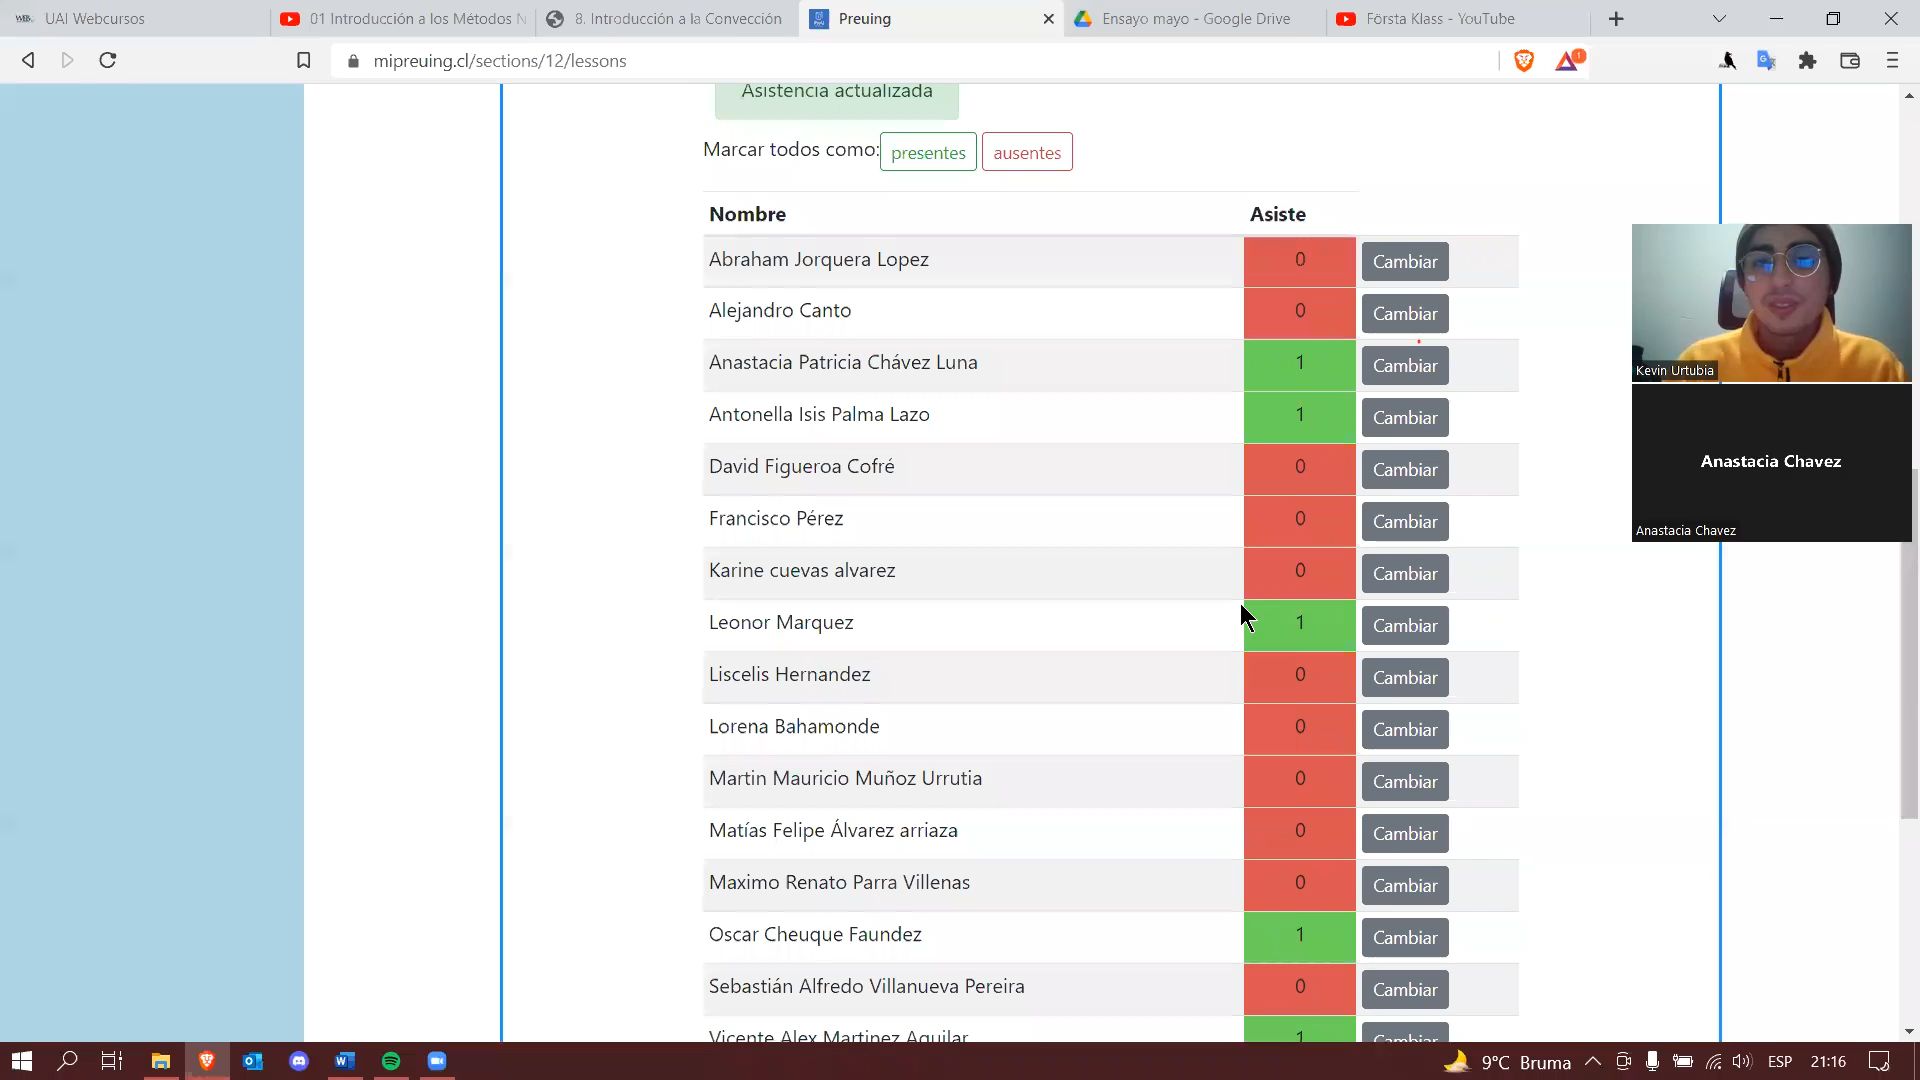 UAI Webcursos
01 Introducción a los Métodos N
8. Introducción a la Convección
Preuing
Ensayo mayo - Google Drive
Första Klass - YouTube
mipreuing.cl/sections/12/lessons
1
Asistencia actualizada
Marcar todos como: presentes ausentes
Nombre Asiste
Abraham Jorquera Lopez 0 Cambiar
Alejandro Canto 0 Cambiar
Anastacia Patricia Chávez Luna 1 Cambiar
Antonella Isis Palma Lazo 1 Cambiar
David Figueroa Cofré 0 Cambiar
Francisco Pérez 0 Cambiar
Karine cuevas alvarez 0 Cambiar
Leonor Marquez 1 Cambiar
Liscelis Hernandez 0 Cambiar
Lorena Bahamonde 0 Cambiar
Martin Mauricio Muñoz Urrutia 0 Cambiar
Matías Felipe Álvarez arriaza 0 Cambiar
Maximo Renato Parra Villenas 0 Cambiar
Oscar Cheuque Faundez 1 Cambiar
Sebastián Alfredo Villanueva Pereira 0 Cambiar
Vicente Alex Martinez Aguilar 1 Cambiar
Kevin Urtubia
Anastacia Chavez
Anastacia Chavez
9°C Bruma ESP 21:16